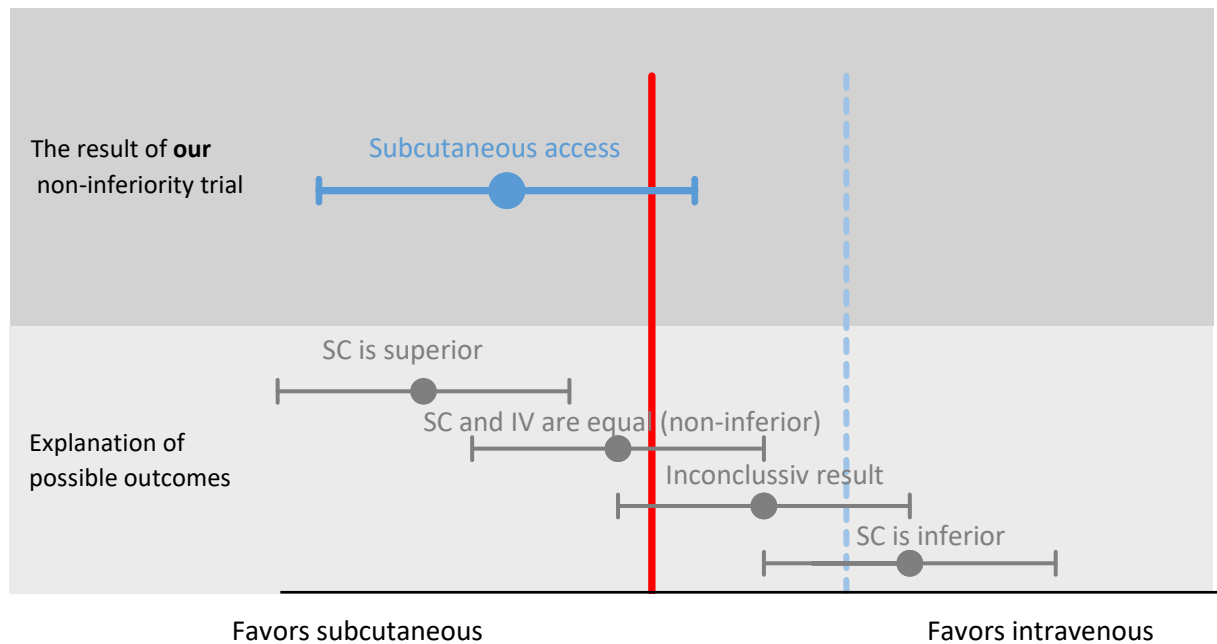 The result of our
non-inferiority trial
Subcutaneous access
SC is superior
SC and IV are equal (non-inferior)
Explanation of
possible outcomes
Inconclussiv result
SC is inferior
Favors subcutaneous
Favors intravenous